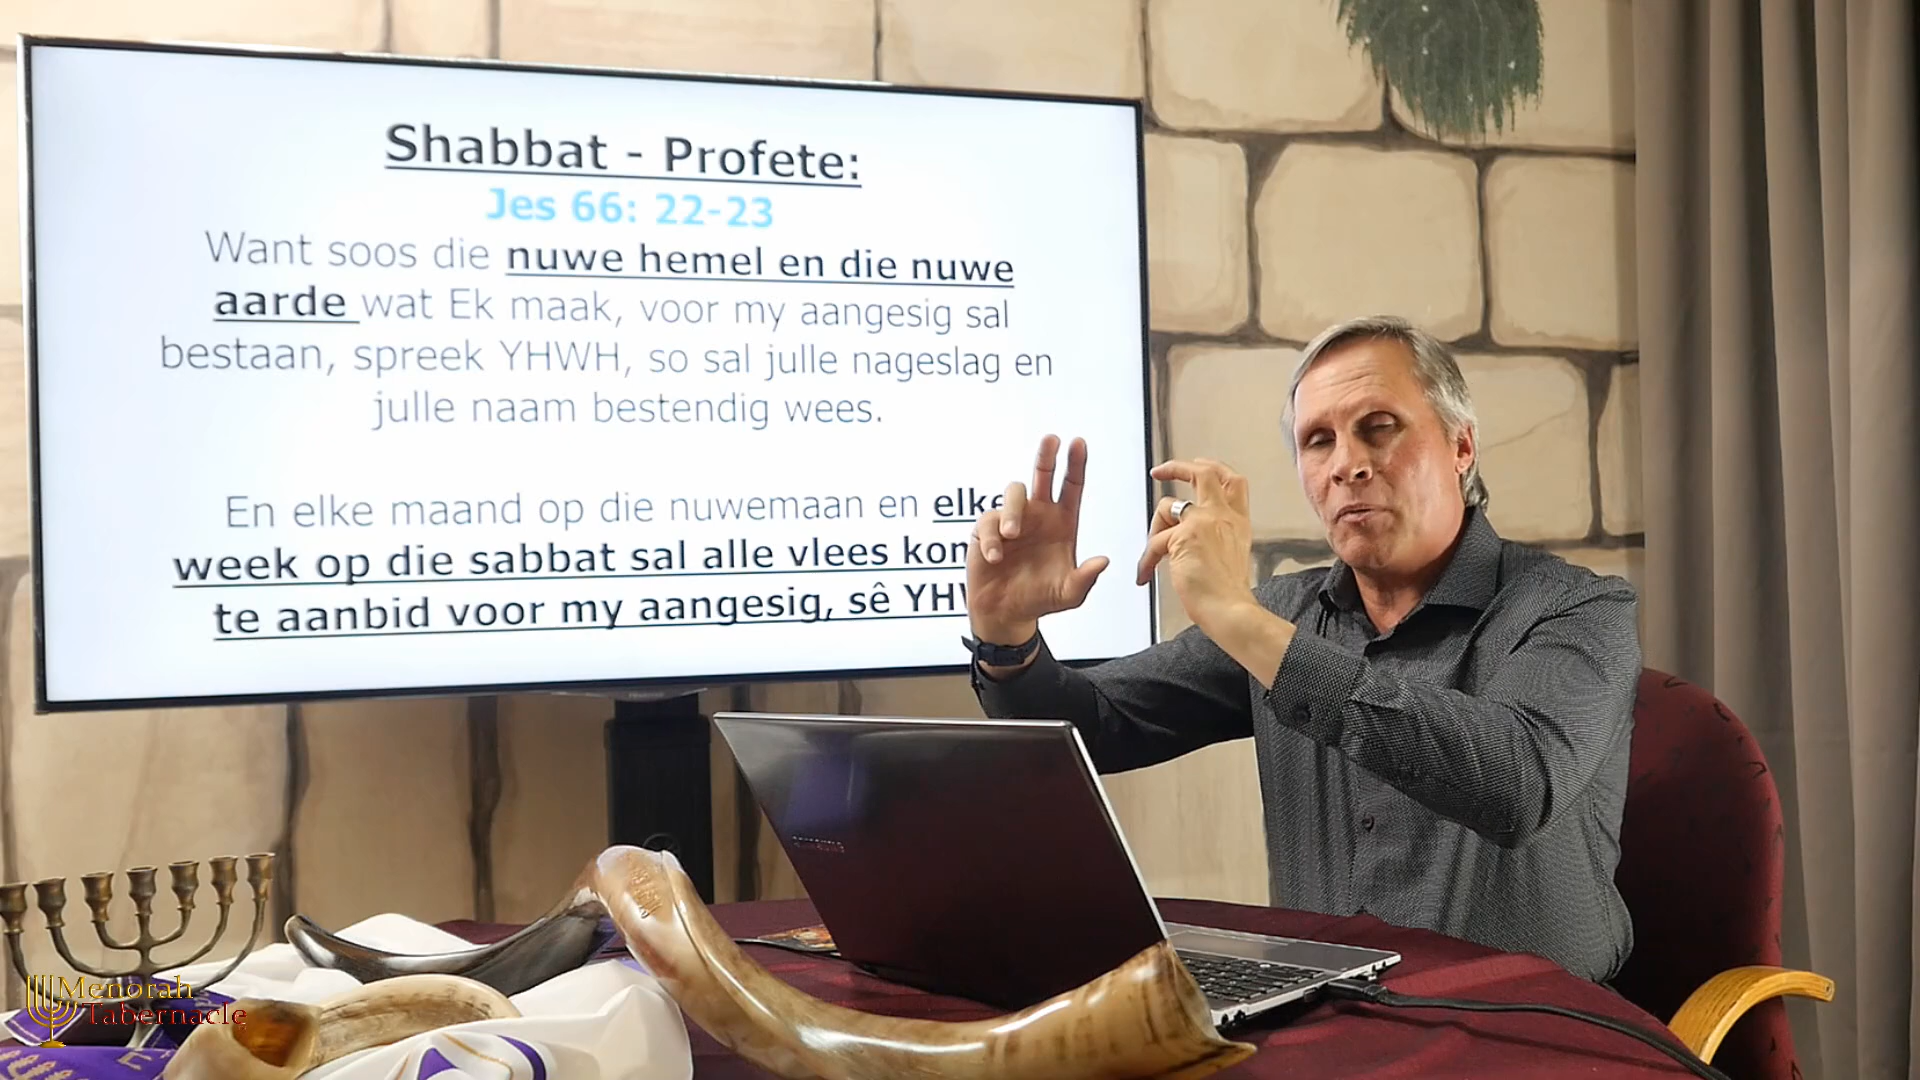 Shabbat - Profete:
Jes 66: 22-23
Want soos die nuwe hemel en die nuwe
aarde wat Ek maak, voor my aangesig sal
bestaan, spreek YHWH, so sal julle nageslag en
julle naam bestendig wees.
En elke maand op die nuwemaan en elke
week op die sabbat sal alle vlees
te aanbid voor my aangesig, sê
Menorah
Tabernacle